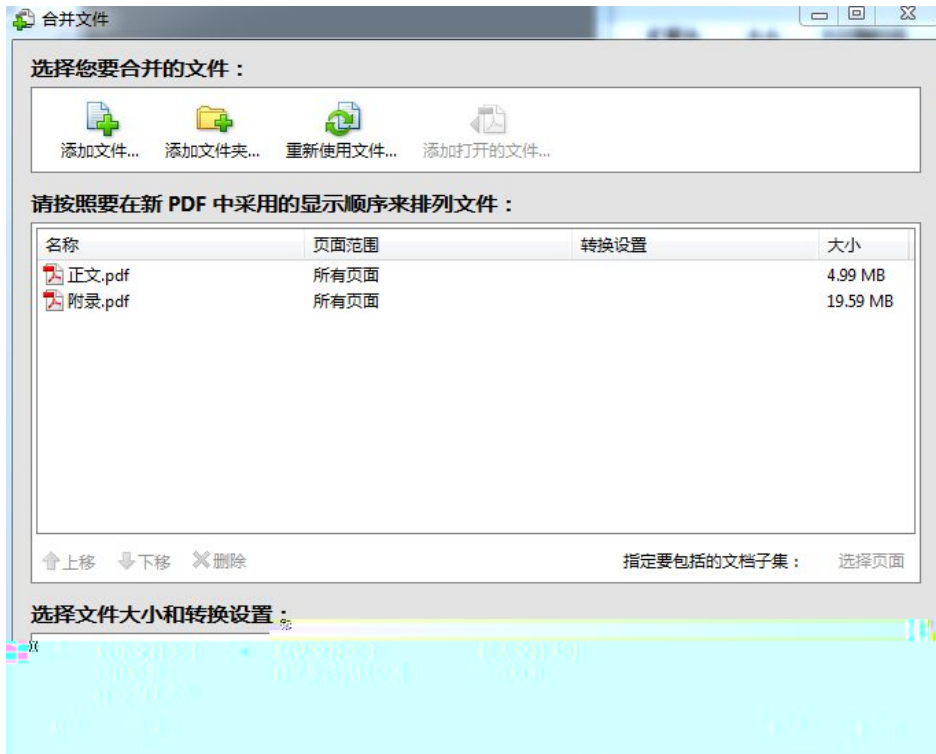 合并文件
选择您要合并的文件：
添加文件... 添加文件夹... 重新使用文件... 添加打开的文件...
请按照要在新 PDF 中采用的显示顺序来排列文件：
名称 页面范围 转换设置 大小
正文.pdf 所有页面 4.99 MB
附录.pdf 所有页面 19.59 MB
上移 下移 删除 指定要包括的文档子集： 选择页面
选择文件大小和转换设置：